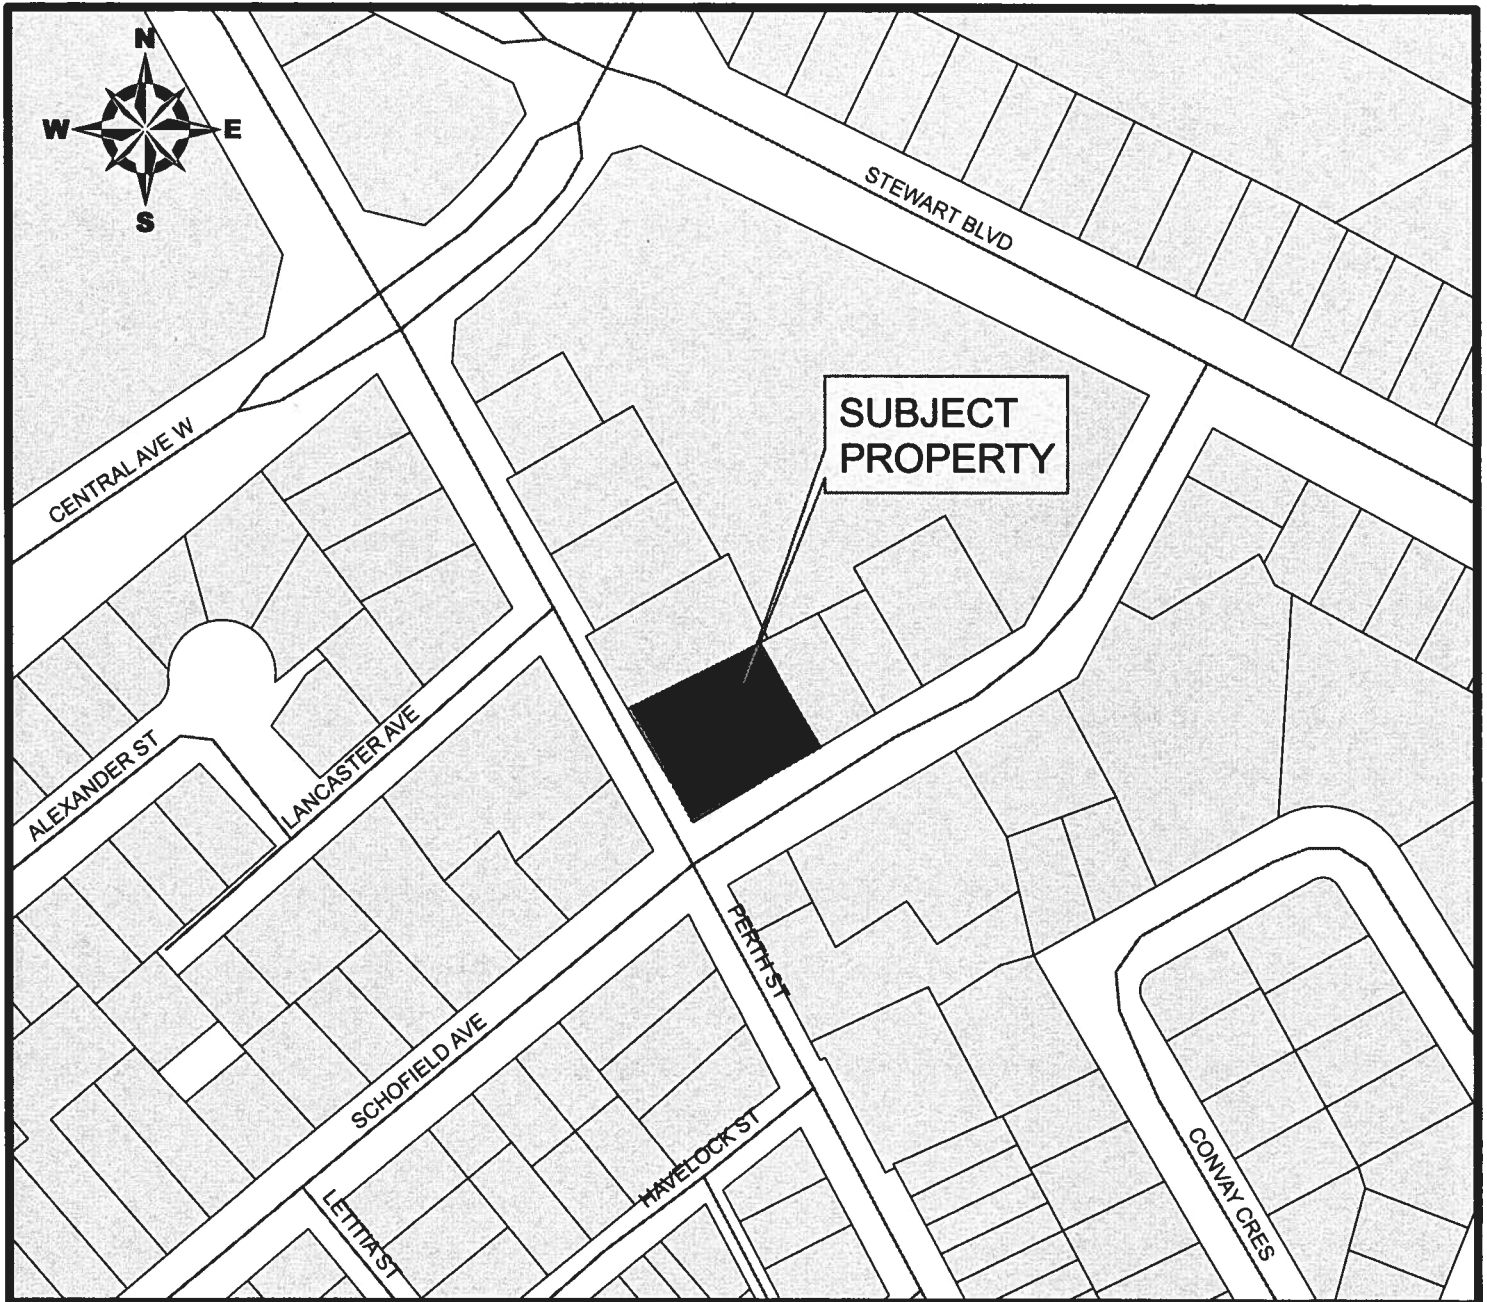 N
W E
S
STEWART BLVD
SUBJECT
PROPERTY
CENTRAL AVE W
LANCASTER AVE
ALEXANDER ST
PERTH ST
SCHOFIELD AVE
HAVELOCK ST
LETITIA ST
CONVAY CRES